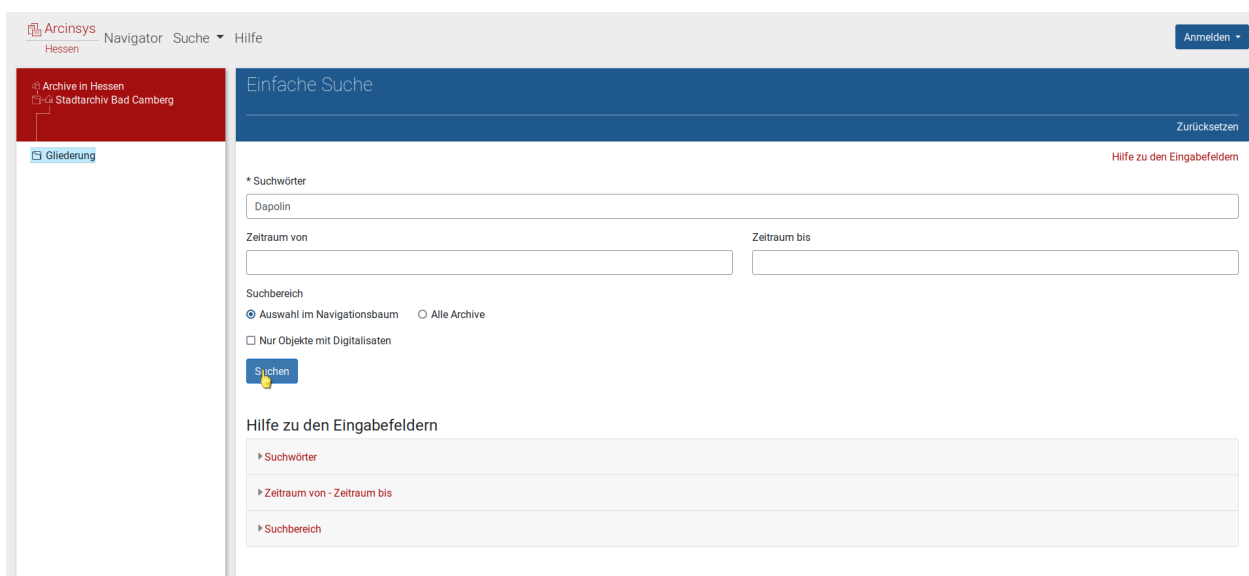 Arcinsys
Hessen
Navigator Suche Hilfe
Anmelden
Archive in Hessen
Stadtarchiv Bad Camberg
Gliederung
Einfache Suche
Zurücksetzen
Hilfe zu den Eingabefeldern
* Suchwörter
Dapolin
Zeitraum von Zeitraum bis
Suchbereich
Auswahl im Navigationsbaum Alle Archive
Nur Objekte mit Digitalisaten
Suchen
Hilfe zu den Eingabefeldern
Suchwörter
Zeitraum von - Zeitraum bis
Suchbereich